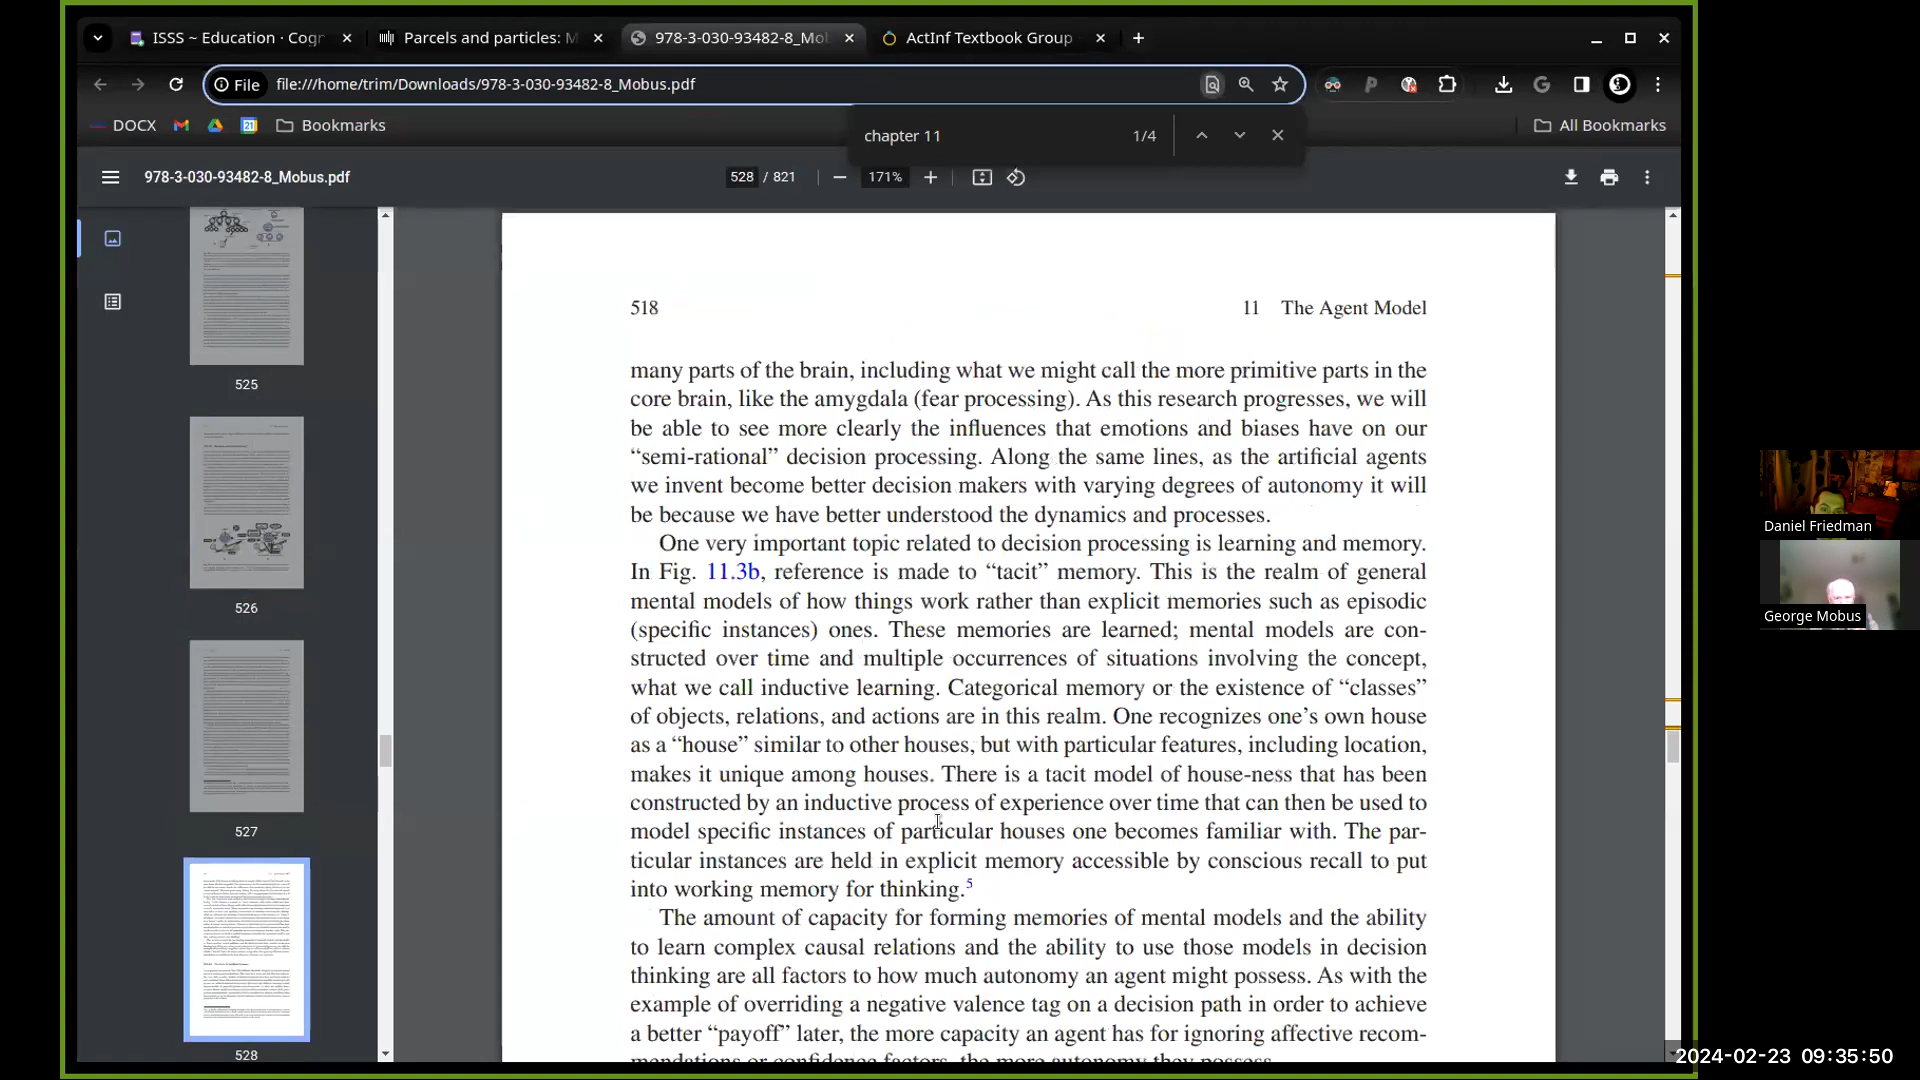 ISSS ~ Education · Cogn
Parcels and particles: M
978-3-030-93482-8_Mob
ActInf Textbook Group
File
file:///home/trim/Downloads/978-3-030-93482-8_Mobus.pdf
DOCX
Bookmarks
All Bookmarks
chapter 11
1/4
978-3-030-93482-8_Mobus.pdf
528 / 821
171%
525
526
527
528
518
11 The Agent Model
many parts of the brain, including what we might call the more primitive parts in the
core brain, like the amygdala (fear processing). As this research progresses, we will
be able to see more clearly the influences that emotions and biases have on our
“semi-rational” decision processing. Along the same lines, as the artificial agents
we invent become better decision makers with varying degrees of autonomy it will
be because we have better understood the dynamics and processes.
One very important topic related to decision processing is learning and memory.
In Fig. 11.3b, reference is made to “tacit” memory. This is the realm of general
mental models of how things work rather than explicit memories such as episodic
(specific instances) ones. These memories are learned; mental models are con-
structed over time and multiple occurrences of situations involving the concept,
what we call inductive learning. Categorical memory or the existence of “classes”
of objects, relations, and actions are in this realm. One recognizes one’s own house
as a “house” similar to other houses, but with particular features, including location,
makes it unique among houses. There is a tacit model of house-ness that has been
constructed by an inductive process of experience over time that can then be used to
model specific instances of particular houses one becomes familiar with. The par-
ticular instances are held in explicit memory accessible by conscious recall to put
into working memory for thinking.5
The amount of capacity for forming memories of mental models and the ability
to learn complex causal relations and the ability to use those models in decision
thinking are all factors to how much autonomy an agent might possess. As with the
example of overriding a negative valence tag on a decision path in order to achieve
a better “payoff” later, the more capacity an agent has for ignoring affective recom-
mendations or confidence factors, the more autonomy they possess.
Daniel Friedman
George Mobus
2024-02-23 09:35:50